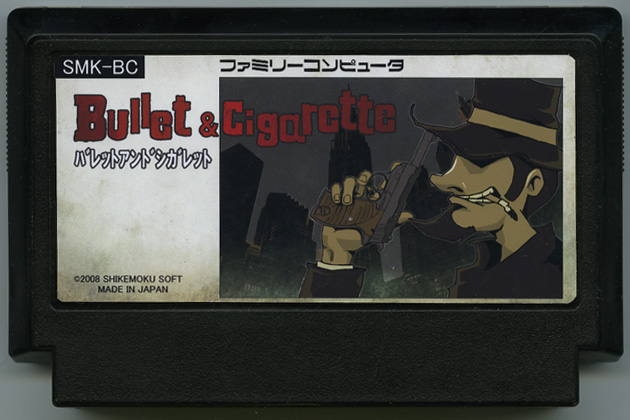 SMK-BC
ファミリーコンピュータ
Bullet & Cigarette
バレットアンドシガレット
©2008 SHIKEMOKU SOFT
MADE IN JAPAN